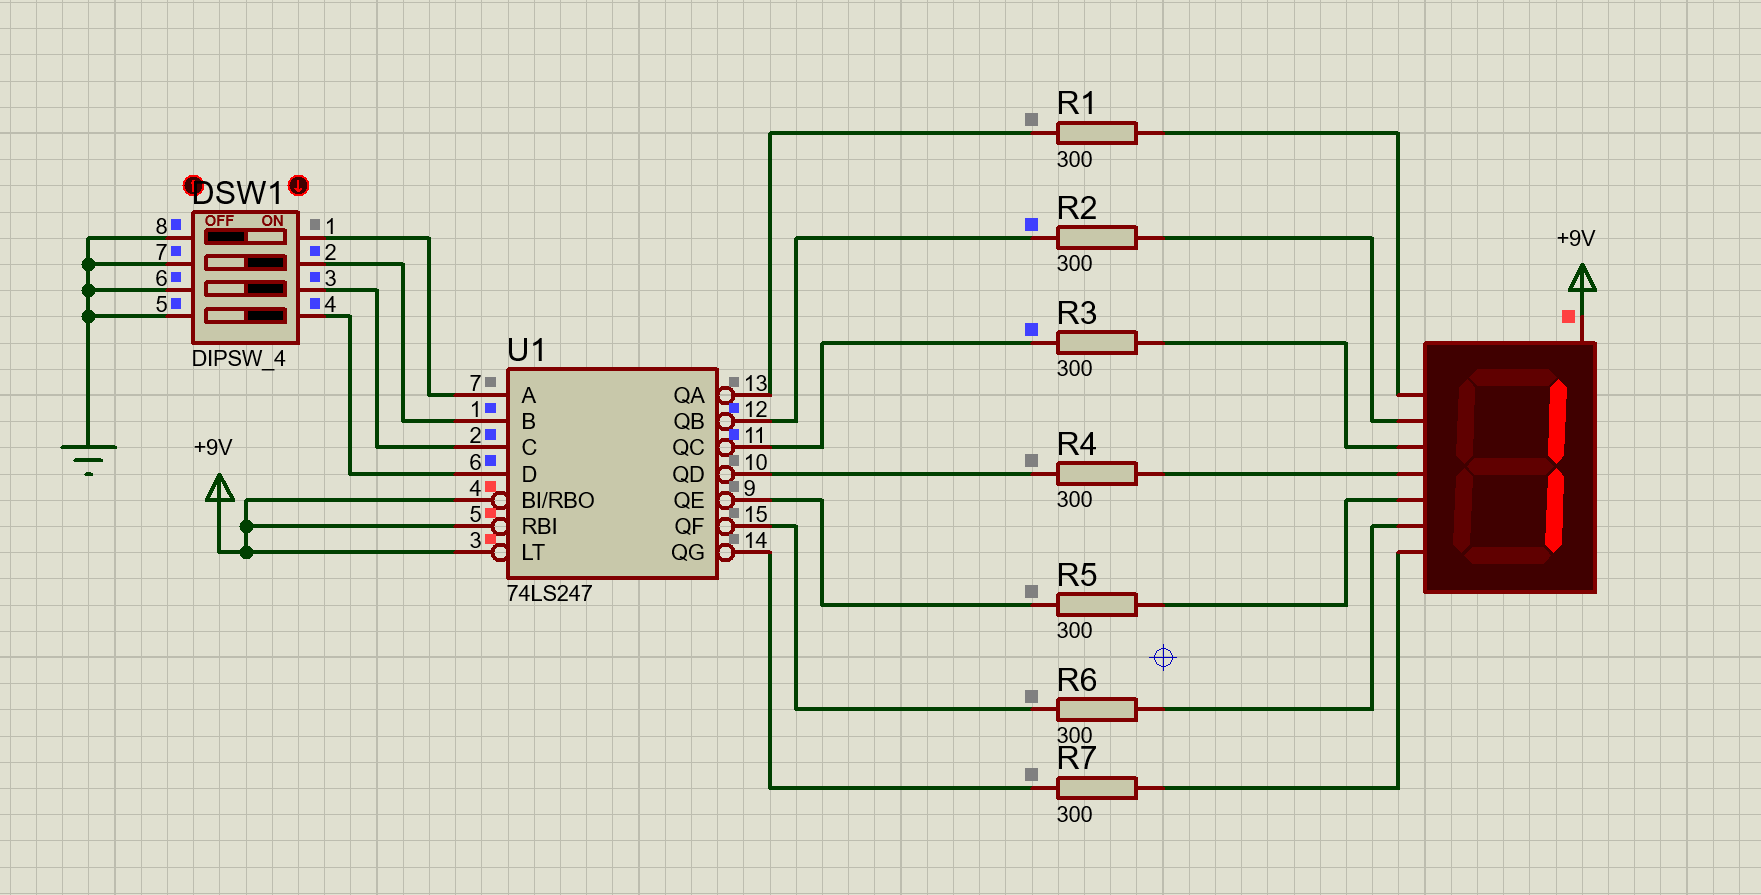 R1
300
DSW1
OFF ON
8 1
7 2
6 3
5 4
DIPSW_4
R2
300
+9V
R3
300
U1
7 A QA 13
1 B QB 12
2 C QC 11
6 D QD 10
4 BI/RBO QE 9
5 RBI QF 15
3 LT QG 14
74LS247
+9V
R4
300
R5
300
R6
300
R7
300